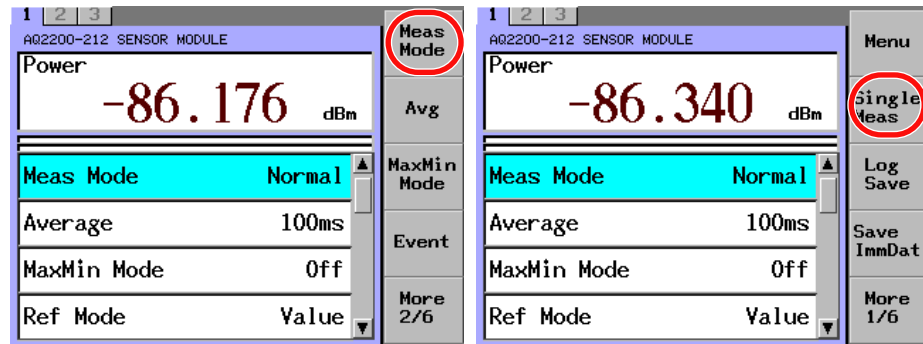 1 2 3
AQ2200-212 SENSOR MODULE
Power
-86.176 dBm
Meas Mode Normal
Average 100ms
MaxMin Mode Off
Ref Mode Value
Meas
Mode
Avg
MaxMin
Mode
Event
More
2/6
1 2 3
AQ2200-212 SENSOR MODULE
Power
-86.340 dBm
Meas Mode Normal
Average 100ms
MaxMin Mode Off
Ref Mode Value
Menu
Single
Meas
Log
Save
Save
ImmDat
More
1/6